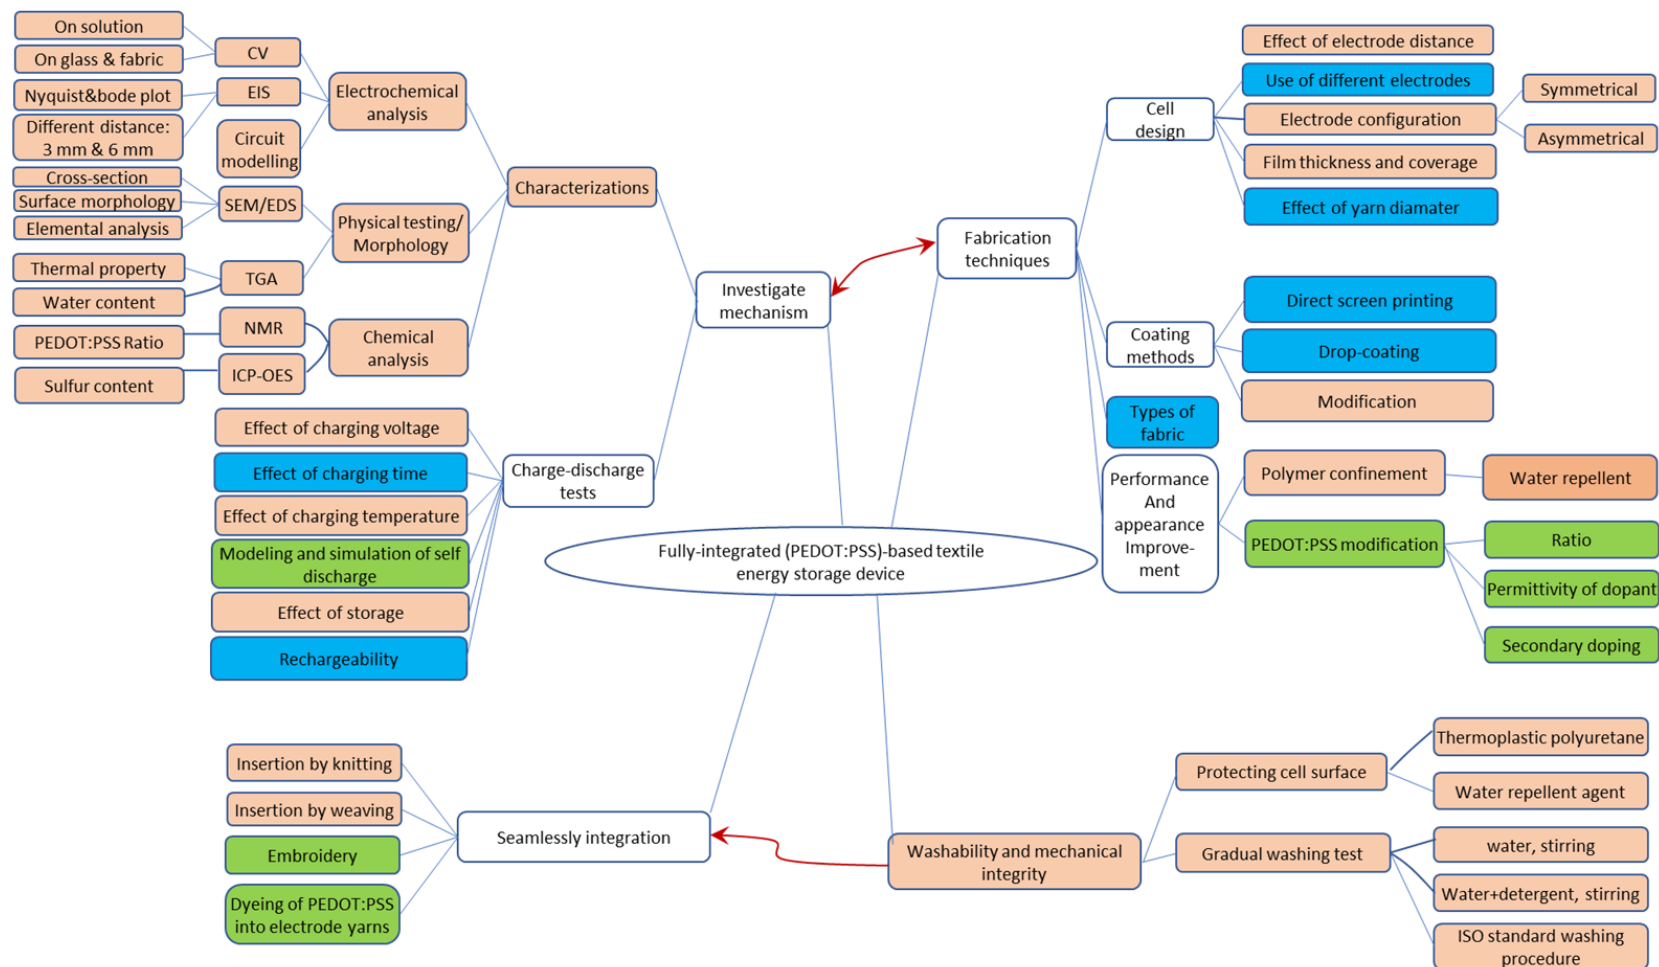 On solution
On glass & fabric
CV
Nyquist&bode plot
Different distance:
3 mm & 6 mm
EIS
Circuit
modelling
Electrochemical
analysis
Cross-section
Surface morphology
Elemental analysis
SEM/EDS
Thermal property
Water content
TGA
Physical testing/
Morphology
PEDOT:PSS Ratio
NMR
Sulfur content
ICP-OES
Chemical
analysis
Characterizations
Effect of charging voltage
Effect of charging time
Effect of charging temperature
Modeling and simulation of self
discharge
Effect of storage
Rechargeability
Charge-discharge
tests
Investigate
mechanism
Fabrication
techniques
Cell
design
Effect of electrode distance
Use of different electrodes
Electrode configuration
Symmetrical
Asymmetrical
Film thickness and coverage
Effect of yarn diamater
Coating
methods
Direct screen printing
Drop-coating
Modification
Types of
fabric
Performance
And
appearance
Improve-
ment
Polymer confinement
Water repellent
PEDOT:PSS modification
Ratio
Permittivity of dopant
Secondary doping
Fully-integrated (PEDOT:PSS)-based textile
energy storage device
Insertion by knitting
Insertion by weaving
Embroidery
Dyeing of PEDOT:PSS
into electrode yarns
Seamlessly integration
Washability and mechanical
integrity
Protecting cell surface
Thermoplastic polyuretane
Water repellent agent
Gradual washing test
water, stirring
Water+detergent, stirring
ISO standard washing
procedure